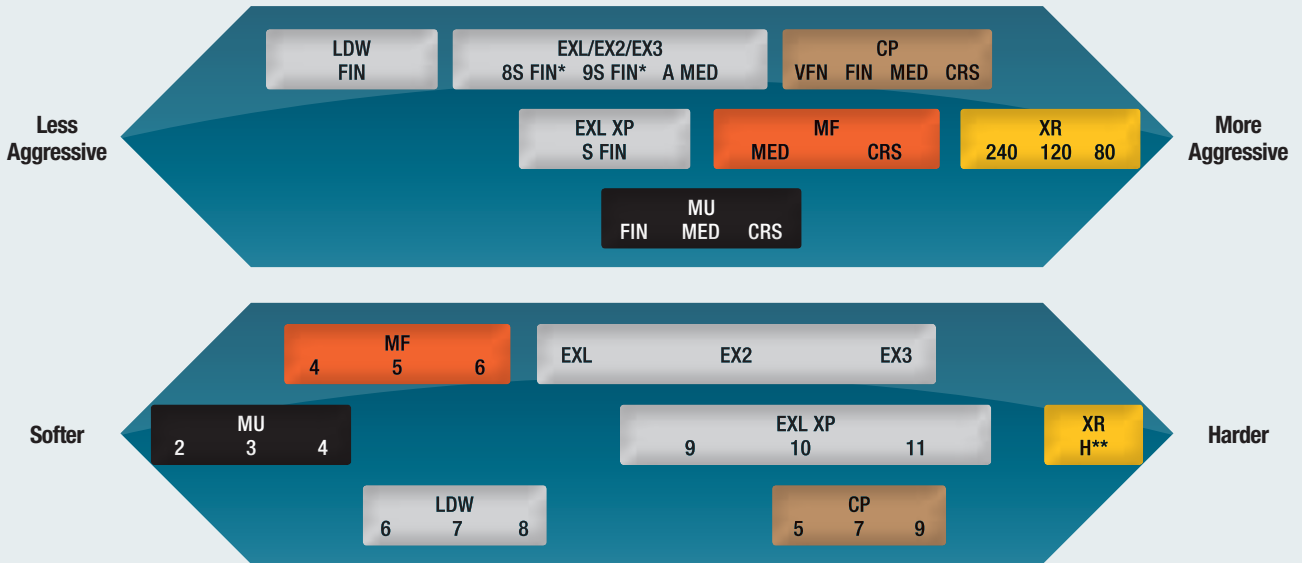 LDW
FIN
EXL/EX2/EX3
8S FIN* 9S FIN* A MED
CP
VFN FIN MED CRS
Less
Aggressive
EXL XP
S FIN
MF
MED CRS
XR
240 120 80
More
Aggressive
MU
FIN MED CRS
MF
4 5 6
EXL EX2 EX3
Softer
MU
2 3 4
EXL XP
9 10 11
XR
H**
Harder
LDW
6 7 8
CP
5 7 9